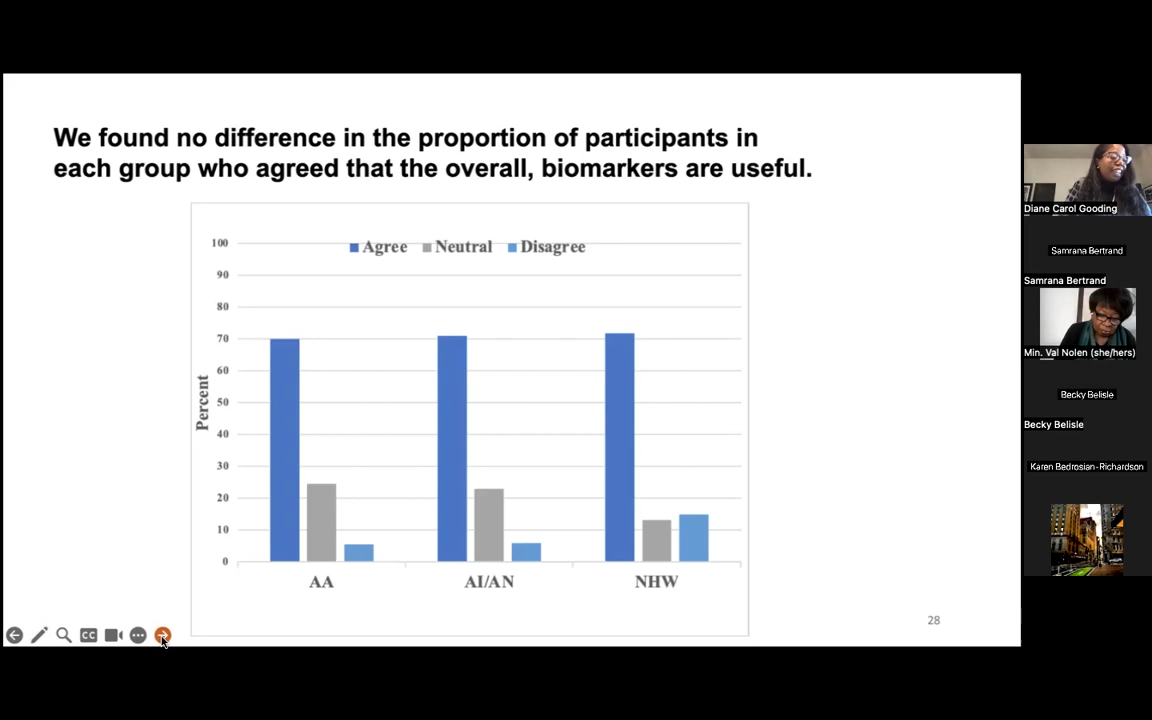 We found no difference in the proportion of participants in
each group who agreed that the overall, biomarkers are useful.
Agree Neutral Disagree
100
90
80
70
60
50
40
30
20
10
0
Percent
AA AI/AN NHW
28
CC
Diane Carol Gooding
Samrana Bertrand
Samrana Bertrand
Min. Val Nolen (she/hers)
Becky Belisle
Becky Belisle
Karen Bedrosian-Richardson